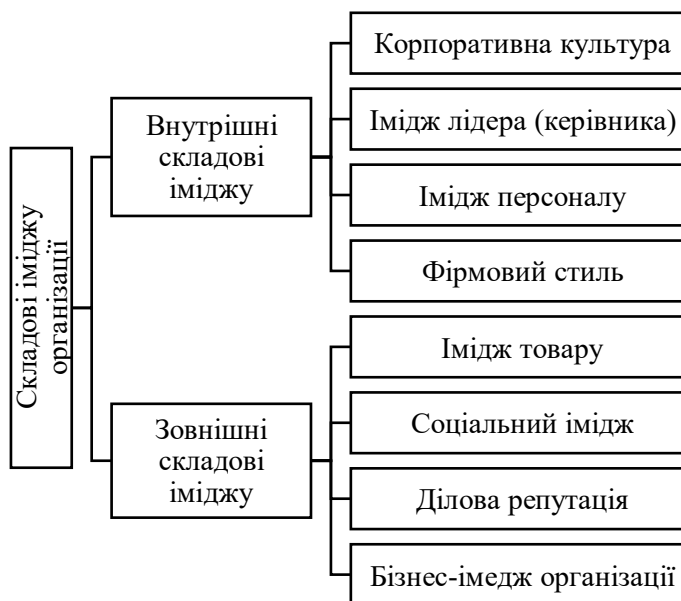 Складові іміджу
організації
Внутрішні
складові
іміджу
Корпоративна культура
Імідж лідера (керівника)
Імідж персоналу
Фірмовий стиль
Зовнішні
складові
іміджу
Імідж товару
Соціальний імідж
Ділова репутація
Бізнес-імедж організації